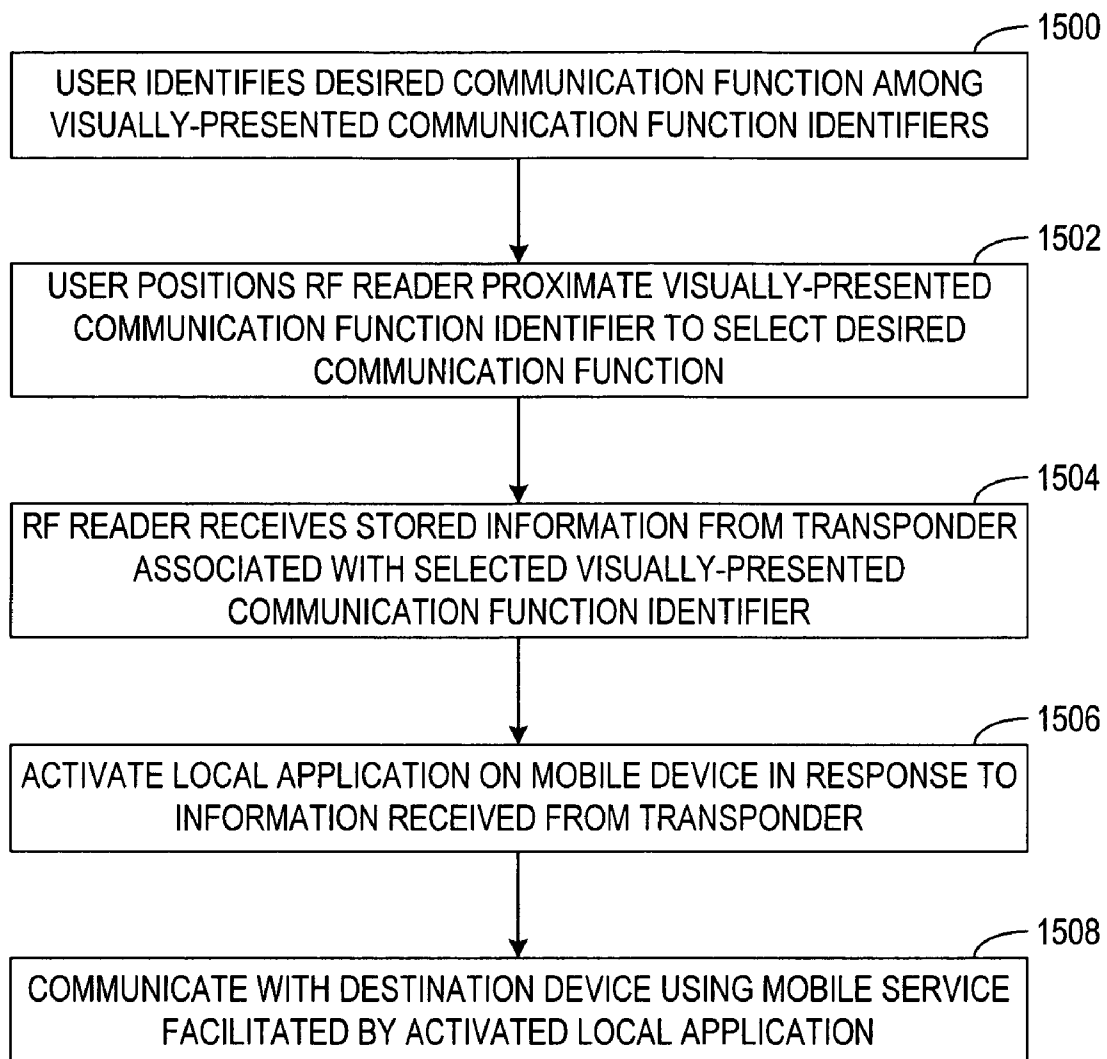 1500
USER IDENTIFIES DESIRED COMMUNICATION FUNCTION AMONG
VISUALLY-PRESENTED COMMUNICATION FUNCTION IDENTIFIERS
1502
USER POSITIONS RF READER PROXIMATE VISUALLY-PRESENTED
COMMUNICATION FUNCTION IDENTIFIER TO SELECT DESIRED
COMMUNICATION FUNCTION
1504
RF READER RECEIVES STORED INFORMATION FROM TRANSPONDER
ASSOCIATED WITH SELECTED VISUALLY-PRESENTED
COMMUNICATION FUNCTION IDENTIFIER
1506
ACTIVATE LOCAL APPLICATION ON MOBILE DEVICE IN RESPONSE TO
INFORMATION RECEIVED FROM TRANSPONDER
1508
COMMUNICATE WITH DESTINATION DEVICE USING MOBILE SERVICE
FACILITATED BY ACTIVATED LOCAL APPLICATION